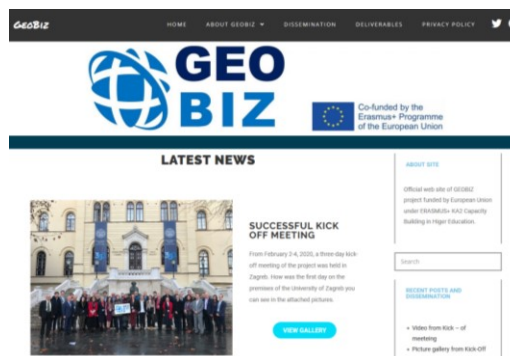 GEOBIZ
HOME
ABOUT GEOBIZ
DISSEMINATION
DELIVERABLES
PRIVACY POLICY
GEO
BIZ
Co-funded by the
Erasmus+ Programme
of the European Union
LATEST NEWS
SUCCESSFUL KICK
OFF MEETING
From February 2-4, 2020, a three-day kick-
off meeting of the project was held in
Zagreb. How was the first day on the
premises of the University of Zagreb you
can see in the attached pictures.
VIEW GALLERY
ABOUT SITE
Official web site of GEOBIZ
project funded by European Union
under ERASMUS+ KA2 Capacity
Building in Higer Education.
Search
RECENT POSTS AND
DISSEMINATION
Video from Kick – of
meeteing
Picture gallery from Kick-Off